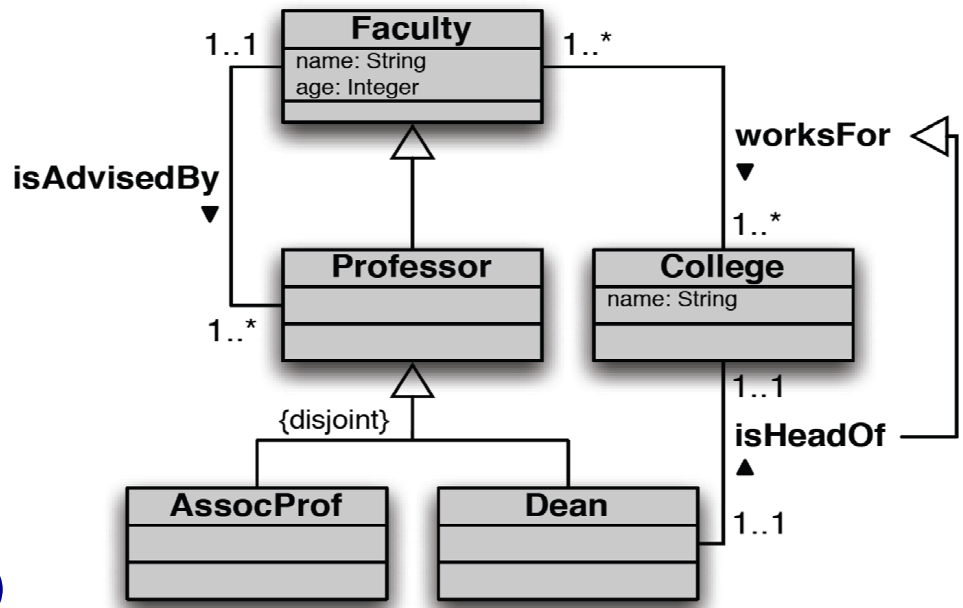 Faculty
name: String
age: Integer
1..1
1..*
isAdvisedBy
▼
worksFor
▼
1..*
Professor
College
name: String
1..*
1..1
{disjoint}
isHeadOf
▲
AssocProf
Dean
1..1